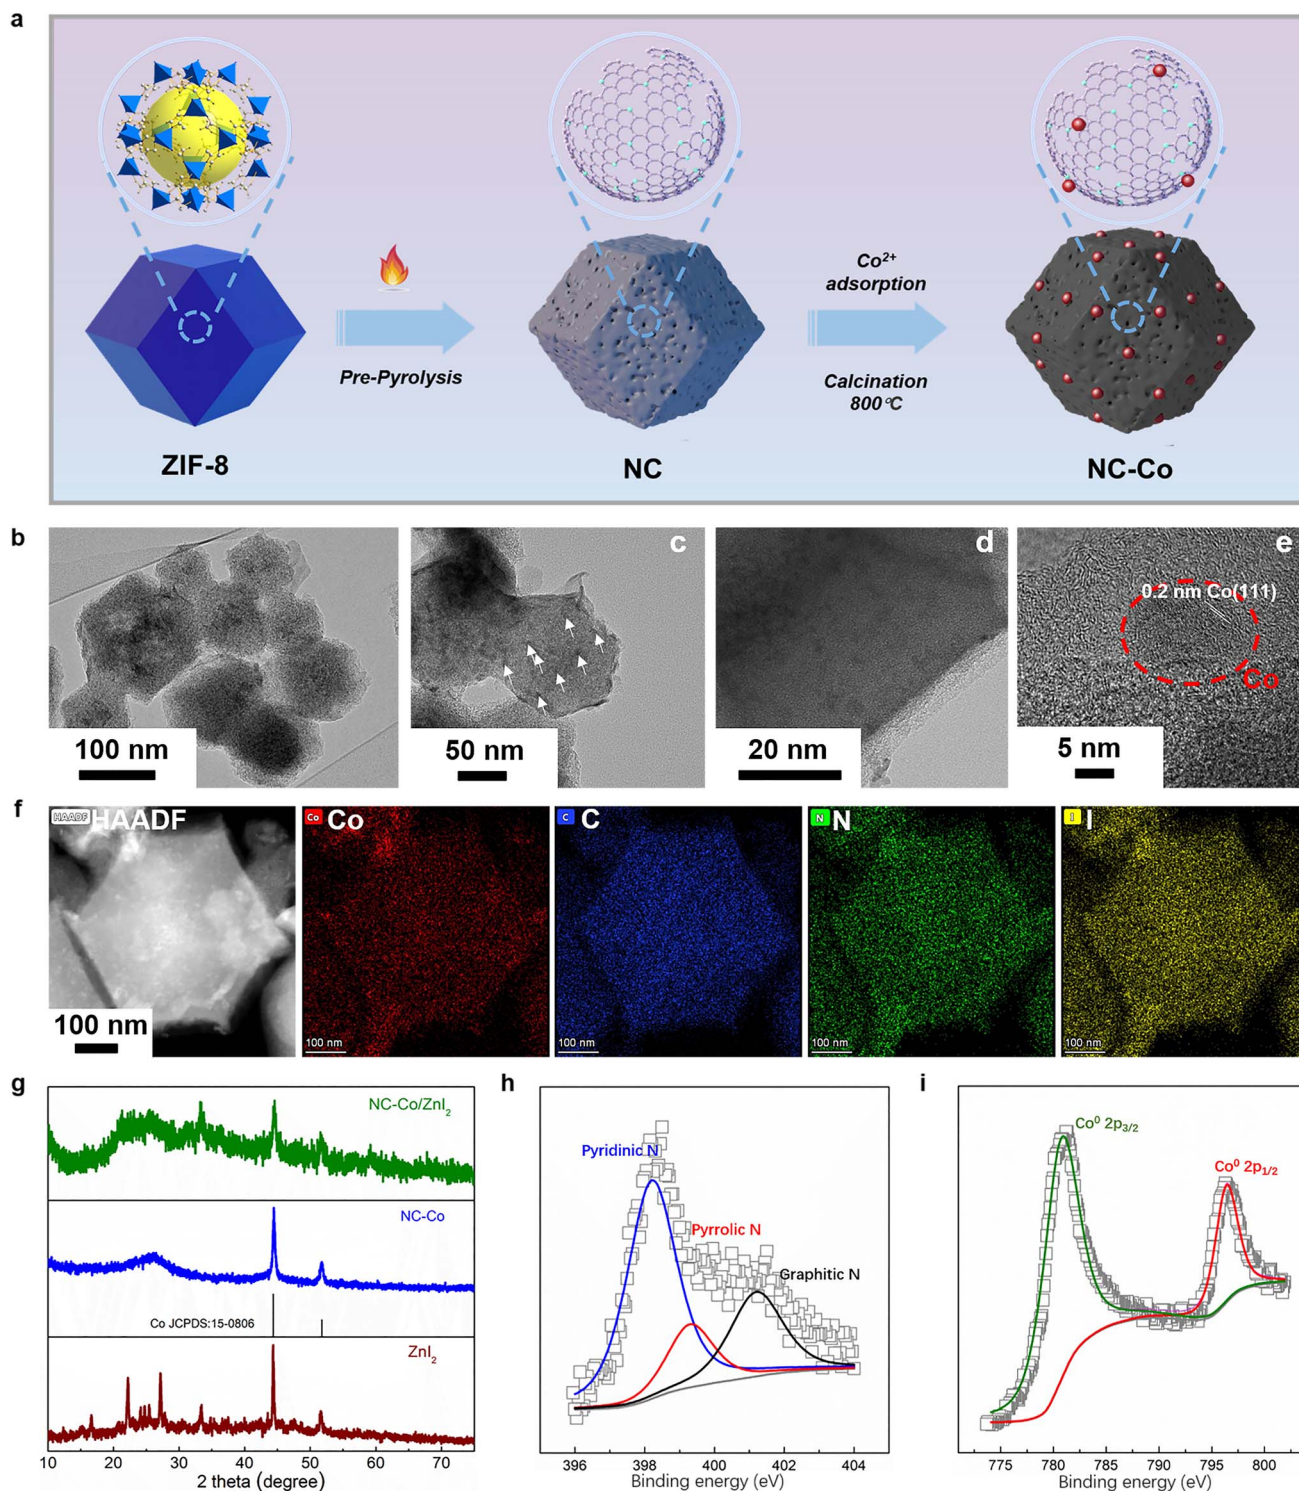 a
Co²⁺
adsorption
Pre-Pyrolysis
Calcination
800°C
ZIF-8
NC
NC-Co
b
c
d
e
0.2 nm Co(111)
Co
100 nm
50 nm
20 nm
5 nm
f
HAADF HAADF
Co Co
C C
N N
I I
100 nm
100 nm
100 nm
100 nm
100 nm
g
NC-Co/ZnI₂
NC-Co
Co JCPDS:15-0806
ZnI₂
10 20 30 40 50 60 70
2 theta (degree)
h
Pyridinic N
Pyrrolic N
Graphitic N
396 398 400 402 404
Binding energy (eV)
i
Co⁰ 2p₃/₂
Co⁰ 2p₁/₂
775 780 785 790 795 800
Binding energy (eV)